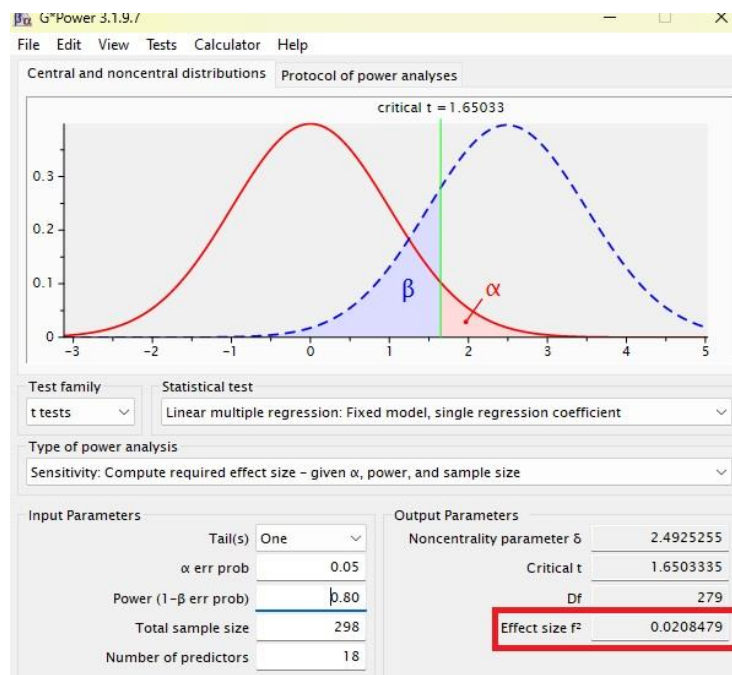 βα G*Power 3.1.9.7
File Edit View Tests Calculator Help
Central and noncentral distributions Protocol of power analyses
critical t = 1.65033
0.3
0.2
β α
0.1
0
-3 -2 -1 0 1 2 3 4 5
Test family Statistical test
t tests Linear multiple regression: Fixed model, single regression coefficient
Type of power analysis
Sensitivity: Compute required effect size – given α, power, and sample size
Input Parameters Output Parameters
Tail(s) One Noncentrality parameter δ 2.4925255
α err prob 0.05 Critical t 1.6503335
Power (1-β err prob) 0.80 Df 279
Total sample size 298 Effect size f² 0.0208479
Number of predictors 18